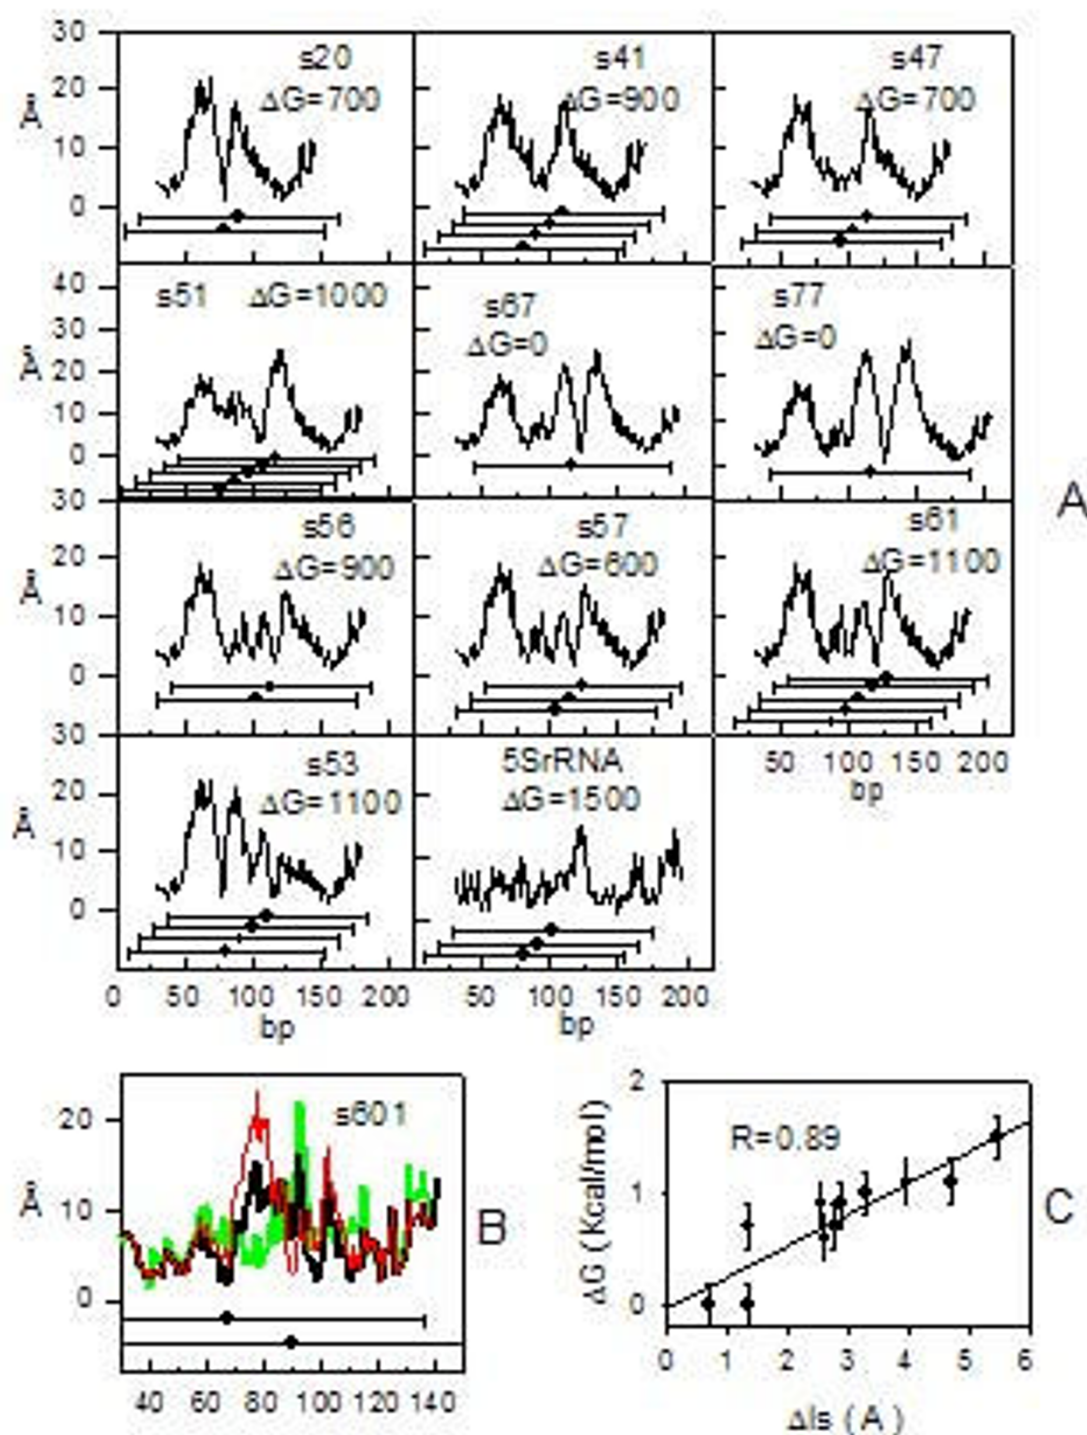 30
20
10
0
Å
s20
ΔG=700
s41
ΔG=900
s47
ΔG=700
40
30
20
10
0
Å
s51 ΔG=1000
s67
ΔG=0
s77
ΔG=0
A
30
20
10
0
Å
s56
ΔG=900
s57
ΔG=600
s61
ΔG=1100
50 100 150 200
bp
30
20
10
0
Å
s53
ΔG=1100
5SrRNA
ΔG=1500
0 50 100 150 200
bp
50 100 150 200
bp
20
10
0
Å
s601
B
40 60 80 100 120 140
2
1
0
ΔG ( Kcal/mol)
R=0.89
C
0 1 2 3 4 5 6
ΔIs ( A )